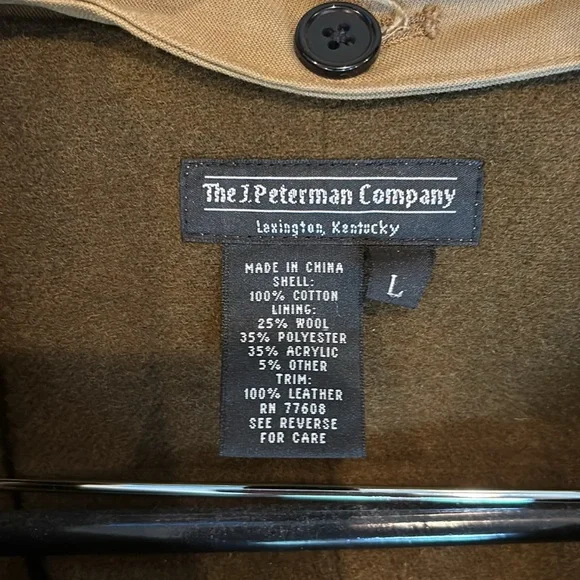 The J. Peterman Company
Lexington, Kentucky
L
MADE IN CHINA
SHELL:
100% COTTON
LINING:
25% WOOL
35% POLYESTER
35% ACRYLIC
5% OTHER
TRIM:
100% LEATHER
RN 77608
SEE REVERSE
FOR CARE